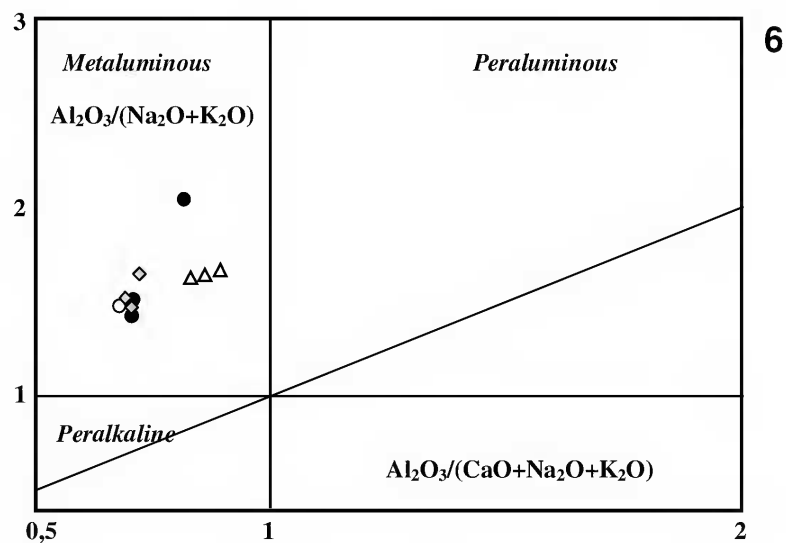 3
6
Metaluminous
Peraluminous
Al₂O₃/(Na₂O+K₂O)
2
1
Peralkaline
Al₂O₃/(CaO+Na₂O+K₂O)
0,5
1
2